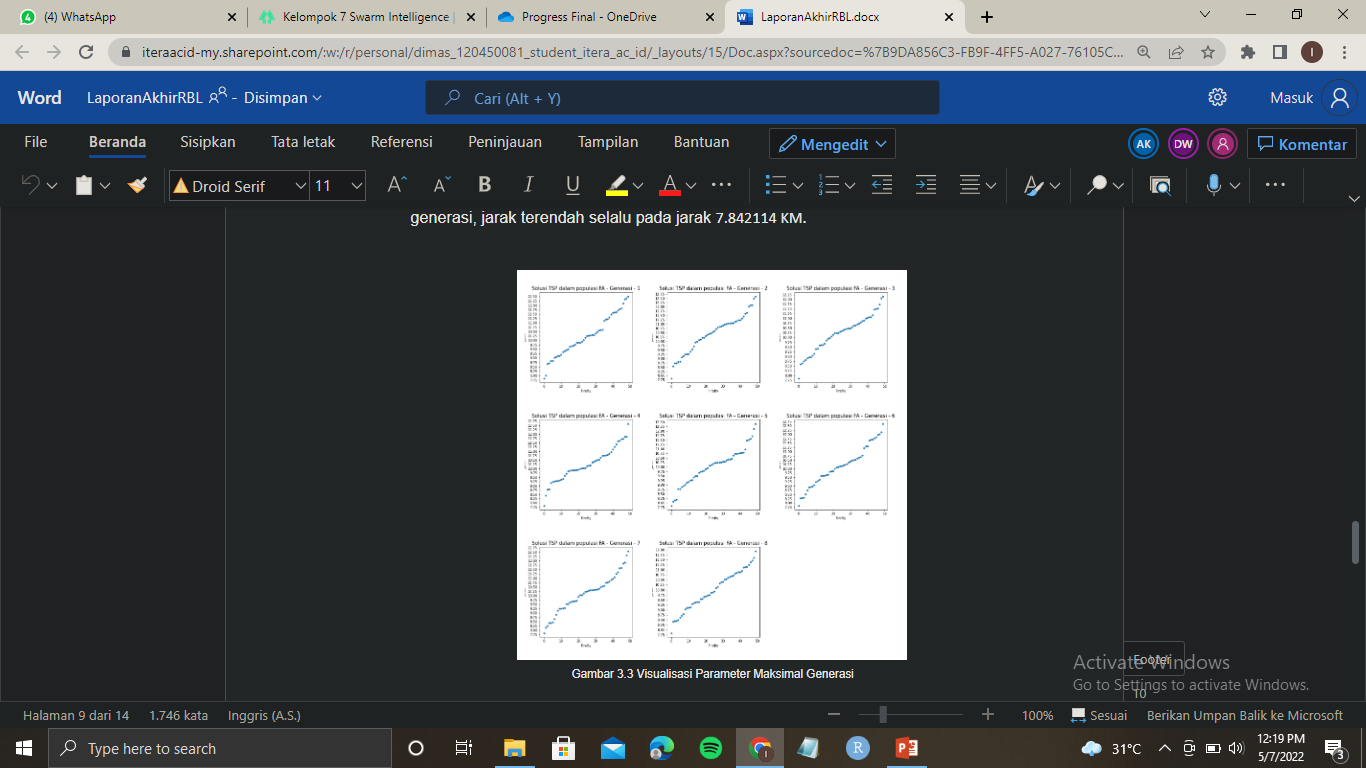 (4) WhatsApp
Kelompok 7 Swarm Intelligence |
Progress Final - OneDrive
LaporanAkhirRBL.docx
iteraacid-my.sharepoint.com/:w:/r/personal/dimas_120450081_student_itera_ac_id/_layouts/15/Doc.aspx?sourcedoc=%7B9DA856C3-FB9F-4FF5-A027-76105C...
I
Word
LaporanAkhirRBL
- Disimpan
Cari (Alt + Y)
Masuk
File
Beranda
Sisipkan
Tata letak
Referensi
Peninjauan
Tampilan
Bantuan
Mengedit
AK
DW
Komentar
Droid Serif
11
generasi, jarak terendah selalu pada jarak 7.842114 KM.
Solusi TSP dalam populasi FA - Generasi - 1
Solusi TSP dalam populasi FA - Generasi - 2
Solusi TSP dalam populasi FA - Generasi - 3
Solusi TSP dalam populasi FA - Generasi - 4
Solusi TSP dalam populasi FA - Generasi - 5
Solusi TSP dalam populasi FA - Generasi - 6
Solusi TSP dalam populasi FA - Generasi - 7
Solusi TSP dalam populasi FA - Generasi - 8
Gambar 3.3 Visualisasi Parameter Maksimal Generasi
Footer
10
Activate Windows
Go to Settings to activate Windows.
Halaman 9 dari 14
1.746 kata
Inggris (A.S.)
100%
Sesuai
Berikan Umpan Balik ke Microsoft
Type here to search
31°C
12:19 PM
5/7/2022
3